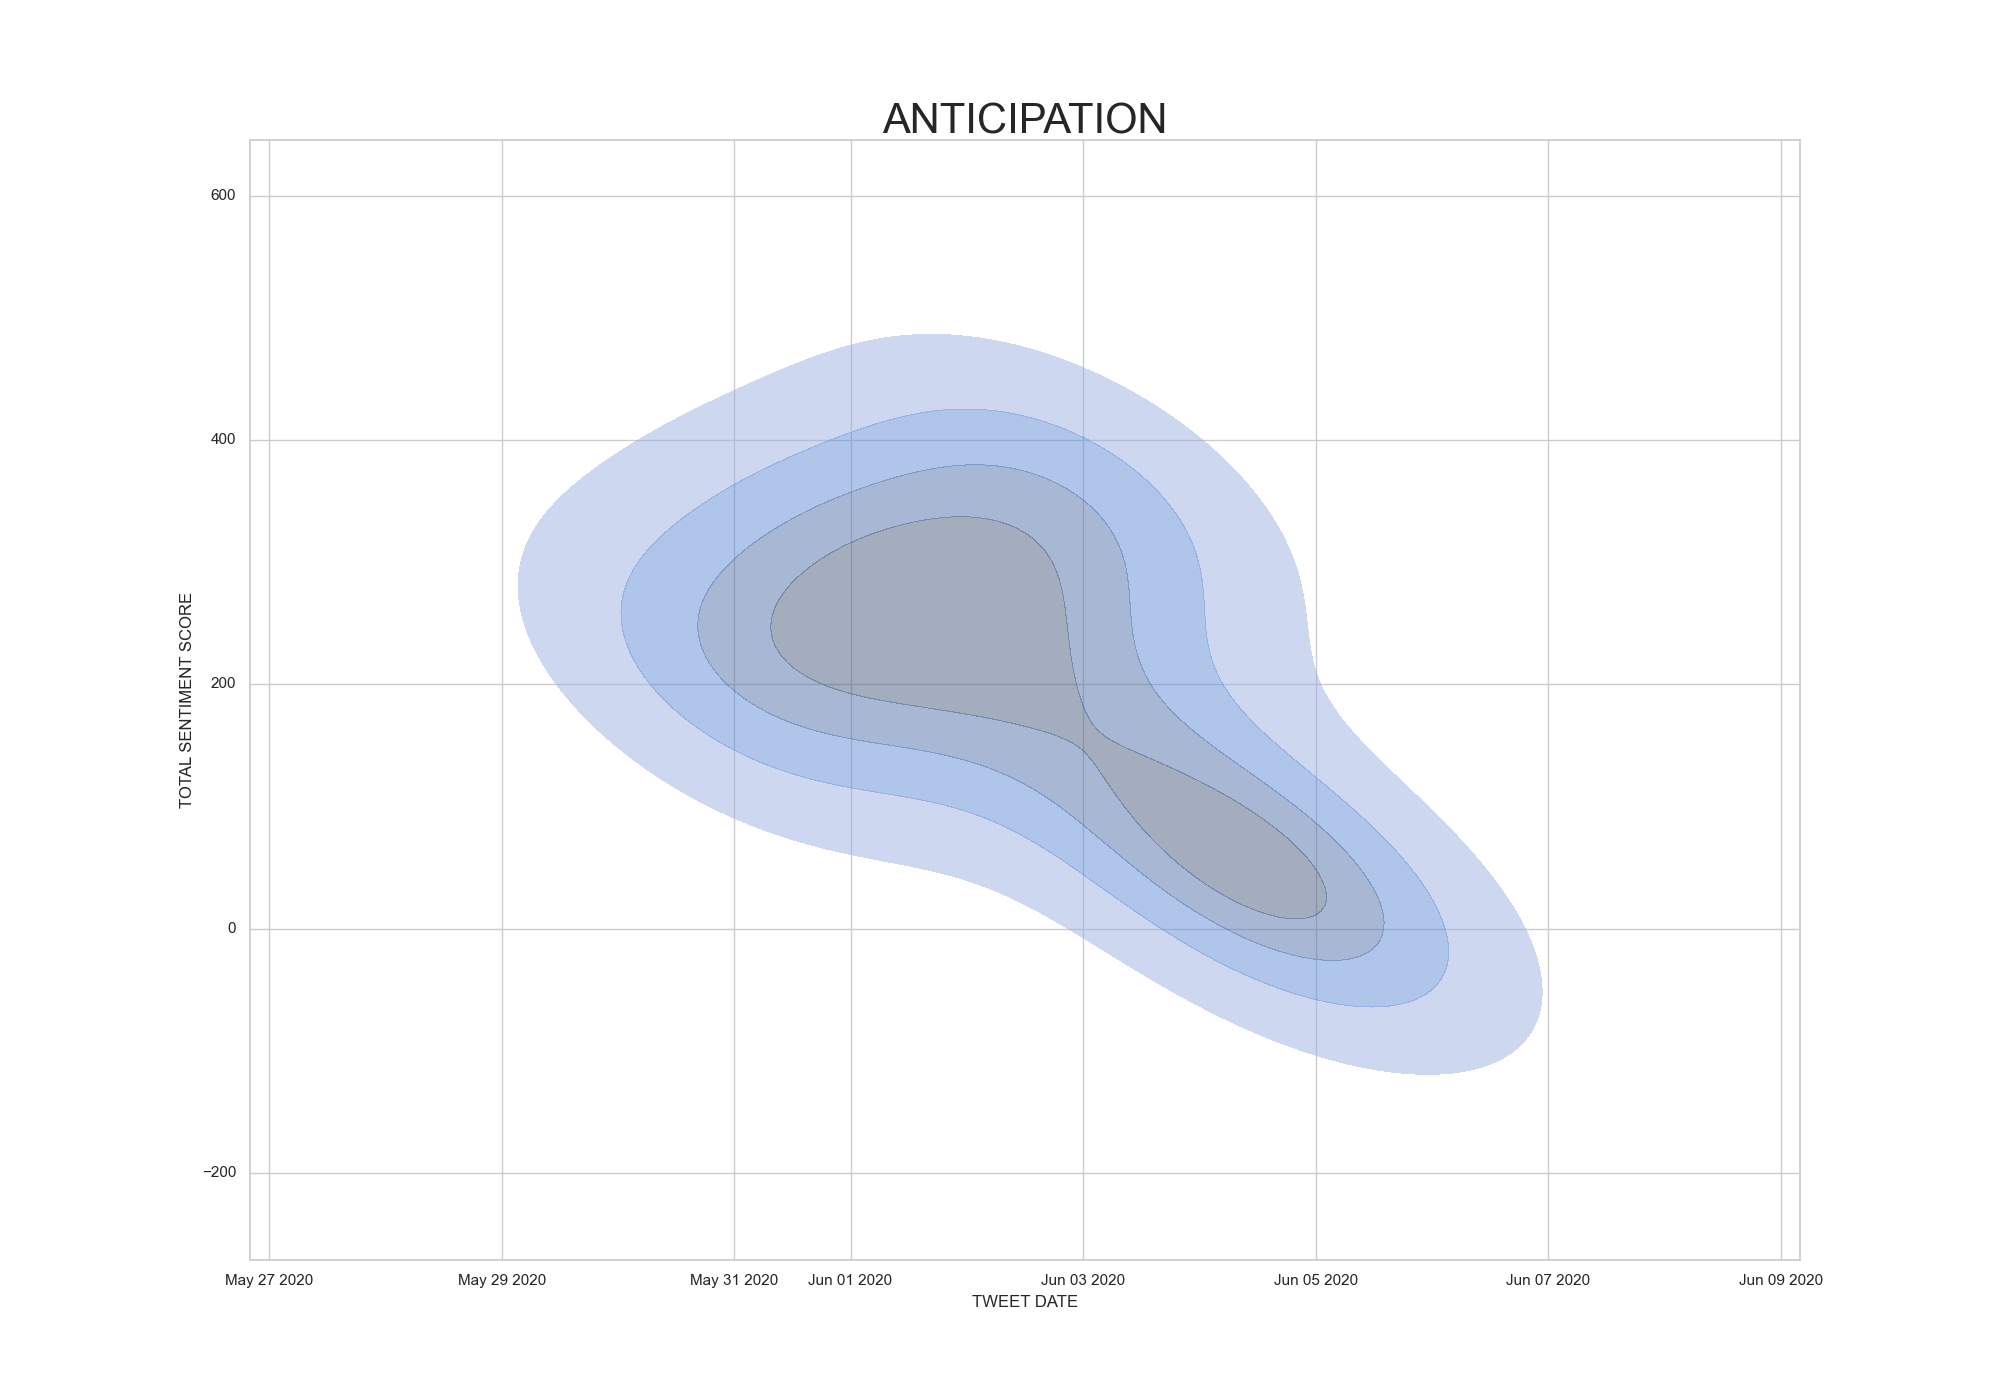 ANTICIPATION
TOTAL SENTIMENT SCORE
600
400
200
0
−200
May 27 2020 May 29 2020 May 31 2020 Jun 01 2020 Jun 03 2020 Jun 05 2020 Jun 07 2020 Jun 09 2020
TWEET DATE